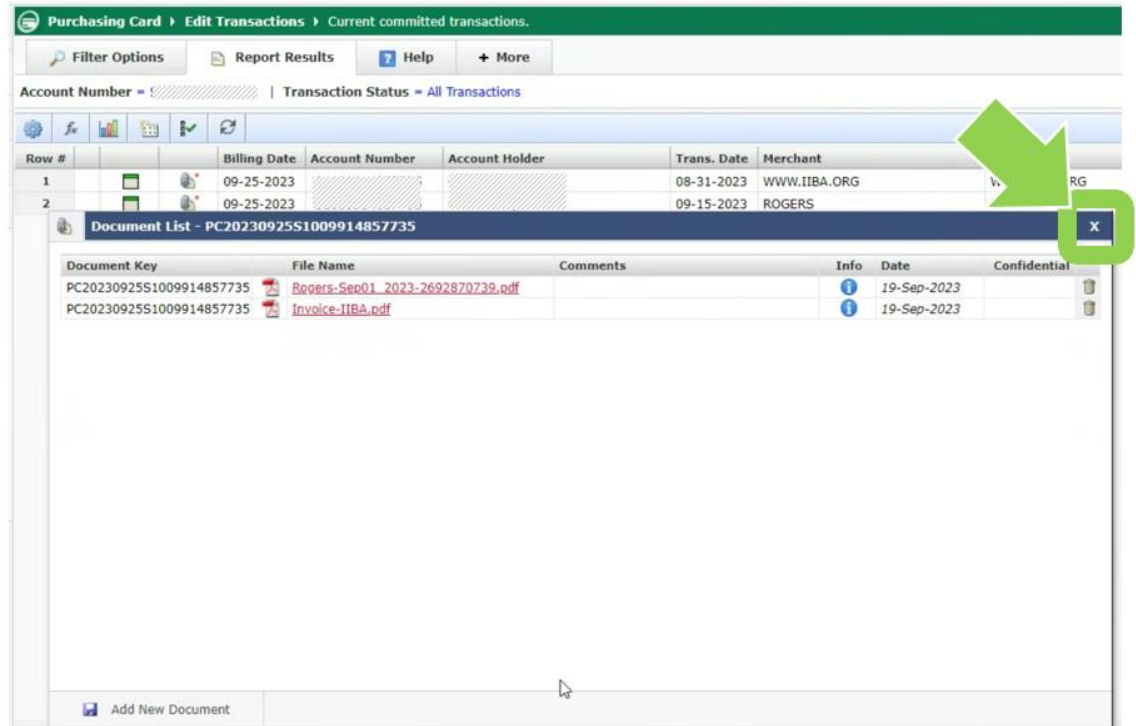 Purchasing Card Edit Transactions Current committed transactions.
Filter Options Report Results ? Help + More
Account Number = | Transaction Status = All Transactions
fx
Row # Billing Date Account Number Account Holder Trans. Date Merchant
1 09-25-2023 08-31-2023 WWW.IIBA.ORG RG
2 09-25-2023 09-15-2023 ROGERS
Document List - PC20230925S1009914857735 X
Document Key File Name Comments Info Date Confidential
PC20230925S1009914857735 Rogers-Sep01_2023-2692870739.pdf i 19-Sep-2023
PC20230925S1009914857735 Invoice-IIBA.pdf i 19-Sep-2023
Add New Document